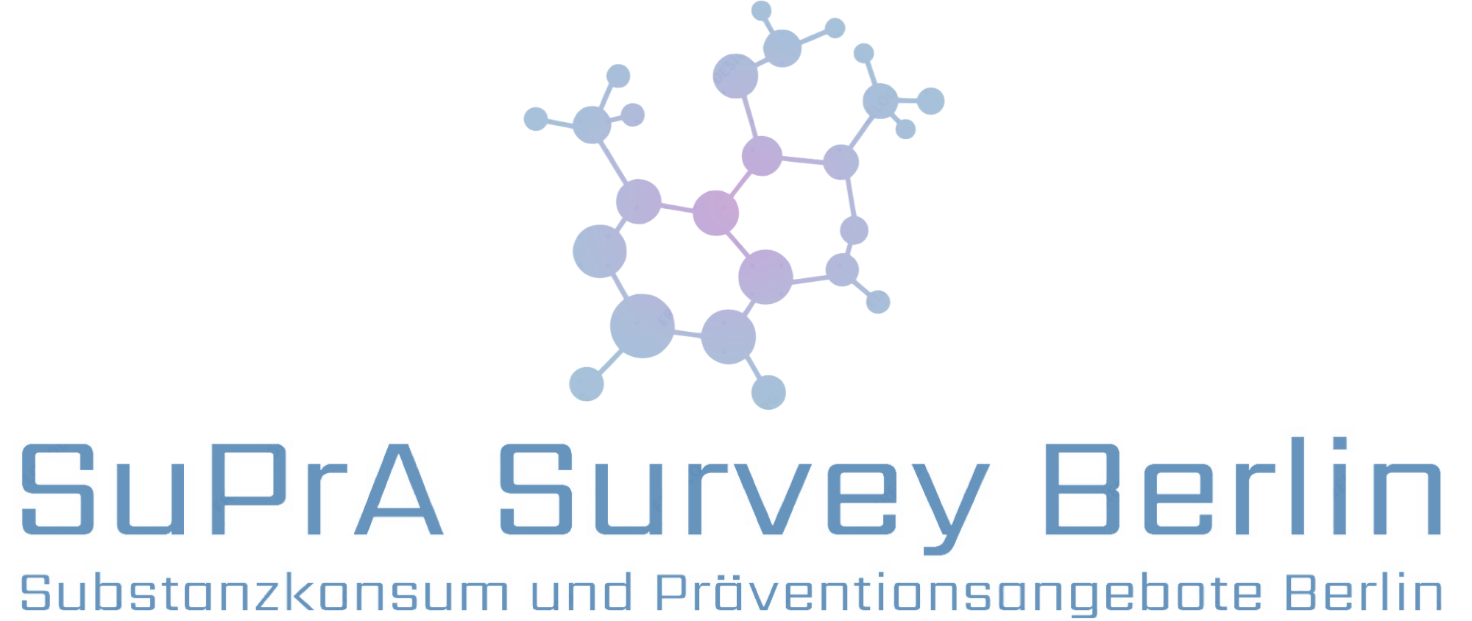 SuPrA Survey Berlin
Substanzkonsum und Präventionsangebote Berlin